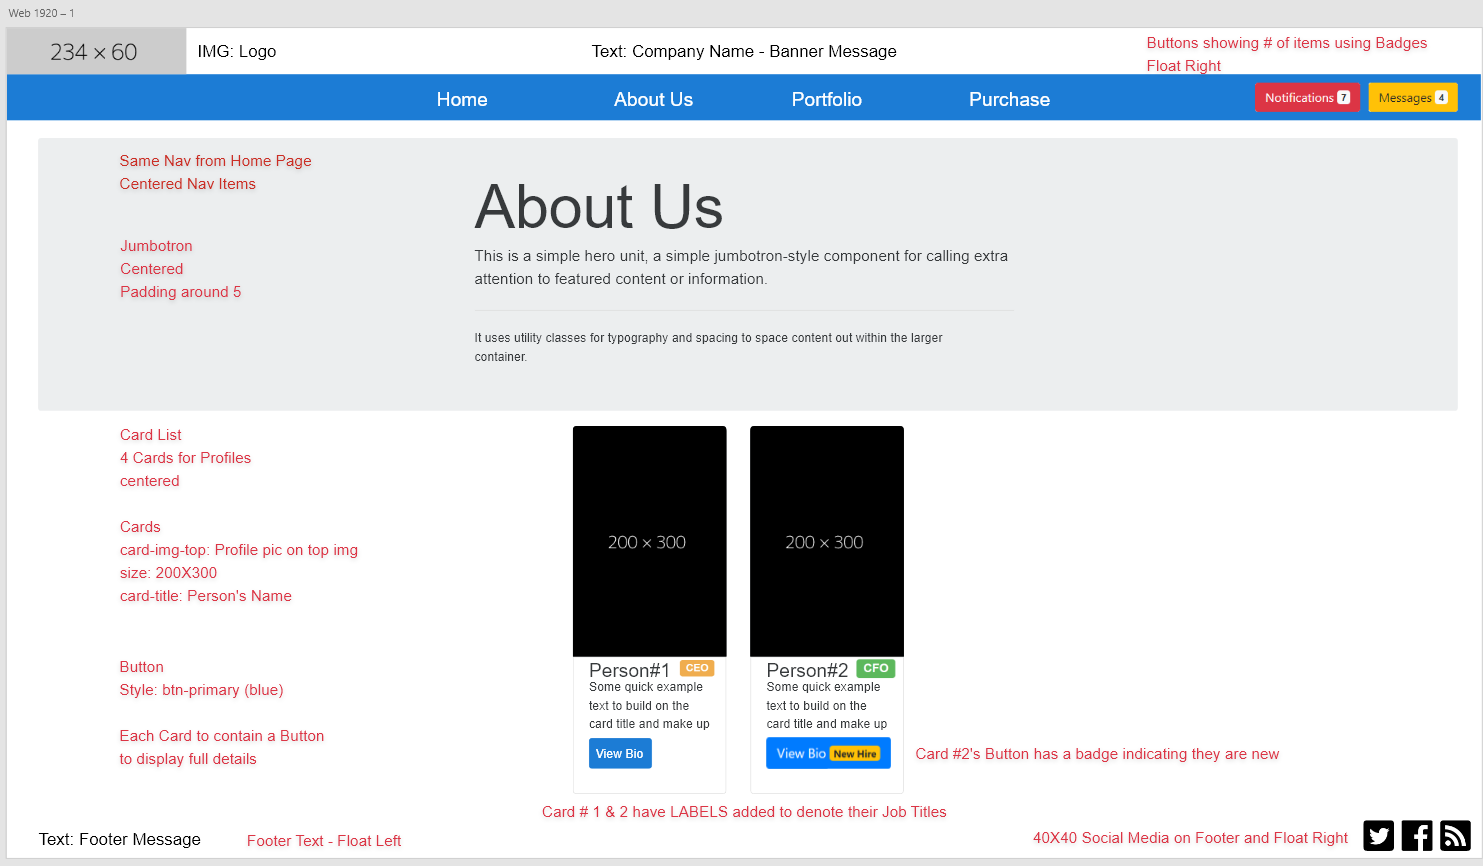 Web 1920 – 1
234 × 60
IMG: Logo
Text: Company Name - Banner Message
Buttons showing # of items using Badges
Float Right
Home
About Us
Portfolio
Purchase
Notifications 7
Messages 4
Same Nav from Home Page
Centered Nav Items
Jumbotron
Centered
Padding around 5
About Us
This is a simple hero unit, a simple jumbotron-style component for calling extra
attention to featured content or information.
It uses utility classes for typography and spacing to space content out within the larger
container.
Card List
4 Cards for Profiles
centered
Cards
card-img-top: Profile pic on top img
size: 200X300
card-title: Person's Name
Button
Style: btn-primary (blue)
Each Card to contain a Button
to display full details
200 × 300
Person#1 CEO
Some quick example
text to build on the
card title and make up
View Bio
200 × 300
Person#2 CFO
Some quick example
text to build on the
card title and make up
View Bio New Hire
Card #2's Button has a badge indicating they are new
Card # 1 & 2 have LABELS added to denote their Job Titles
Text: Footer Message
Footer Text - Float Left
40X40 Social Media on Footer and Float Right